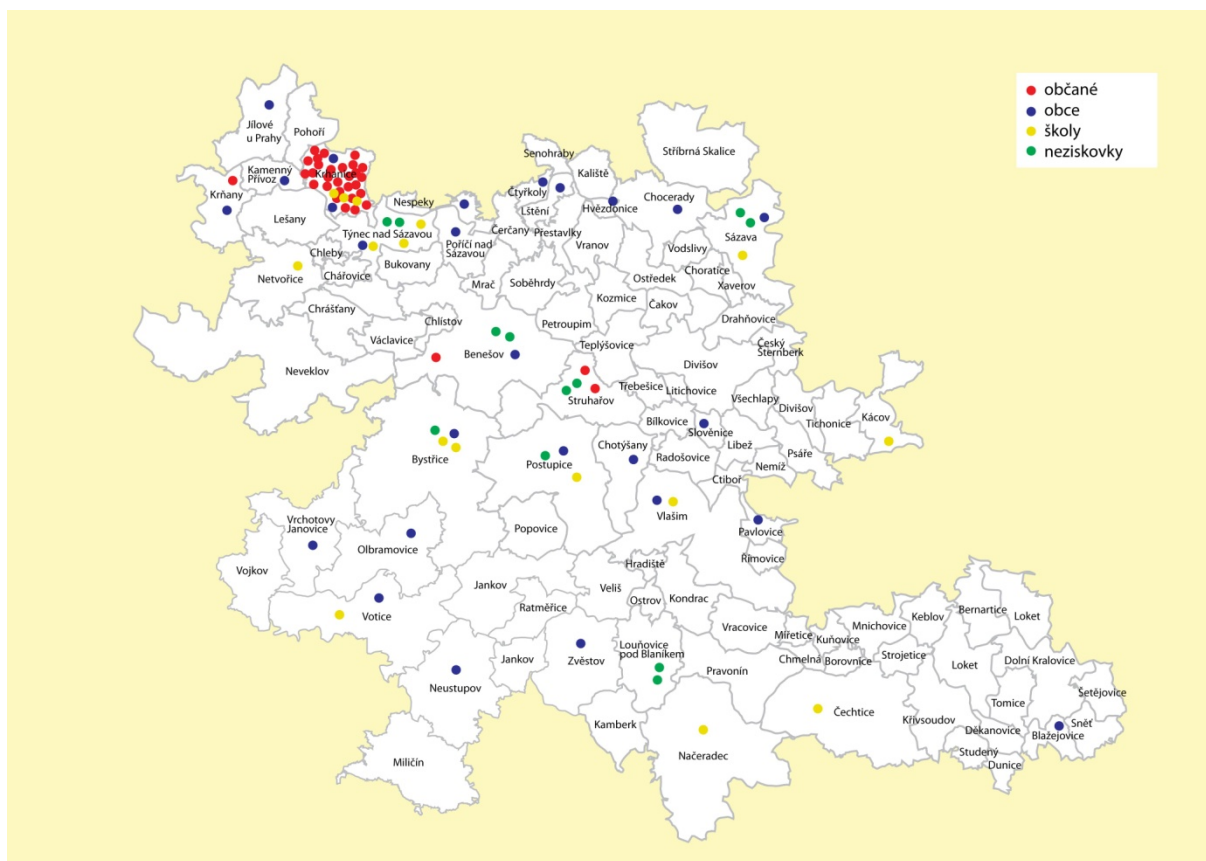 občané
obce
školy
neziskovky
Jílové
u Prahy
Pohoří
Kamenný
Přívoz
Krhanice
Krňany
Lešany
Nespeky
Týnec nad Sázavou
Chleby
Chářovice
Bukovany
Netvořice
Poříčí nad
Sázavou
Senohraby
Čtyřkoly
Lštění
Čerčany
Přestavlky
Kaliště
Hvězdonice
Vranov
Stříbrná Skalice
Chocerady
Sázava
Vodslivy
Choratice
Xaverov
Ostředek
Mrač
Soběhrdy
Kozmice
Čakov
Drahňovice
Chrášťany
Chlístov
Václavice
Petroupim
Teplýšovice
Český
Šternberk
Benešov
Neveklov
Divišov
Struhařov
Třebešice
Litichovice
Všechlapy
Divišov
Tichonice
Kácov
Bílkovice
Slověnice
Libež
Psáře
Chotýšany
Radošovice
Nemíž
Ctiboř
Bystřice
Postupice
Vlašim
Pavlovice
Římovice
Popovice
Vrchotovy
Janovice
Olbramovice
Vojkov
Jankov
Veliš
Hradiště
Ostrov
Kondrac
Ratměřice
Votice
Vracovice
Miřetice
Kuňovice
Mnichovice
Keblov
Bernartice
Loket
Louňovice
pod Blaníkem
Jankov
Zvěstov
Pravonín
Chmelná
Borovnice
Strojetice
Loket
Dolní Kralovice
Neustupov
Šetějovice
Tomice
Čechtice
Křivsoudov
Sněť
Kamberk
Děkanovice
Blažejovice
Načeradec
Studený
Dunice
Miličín